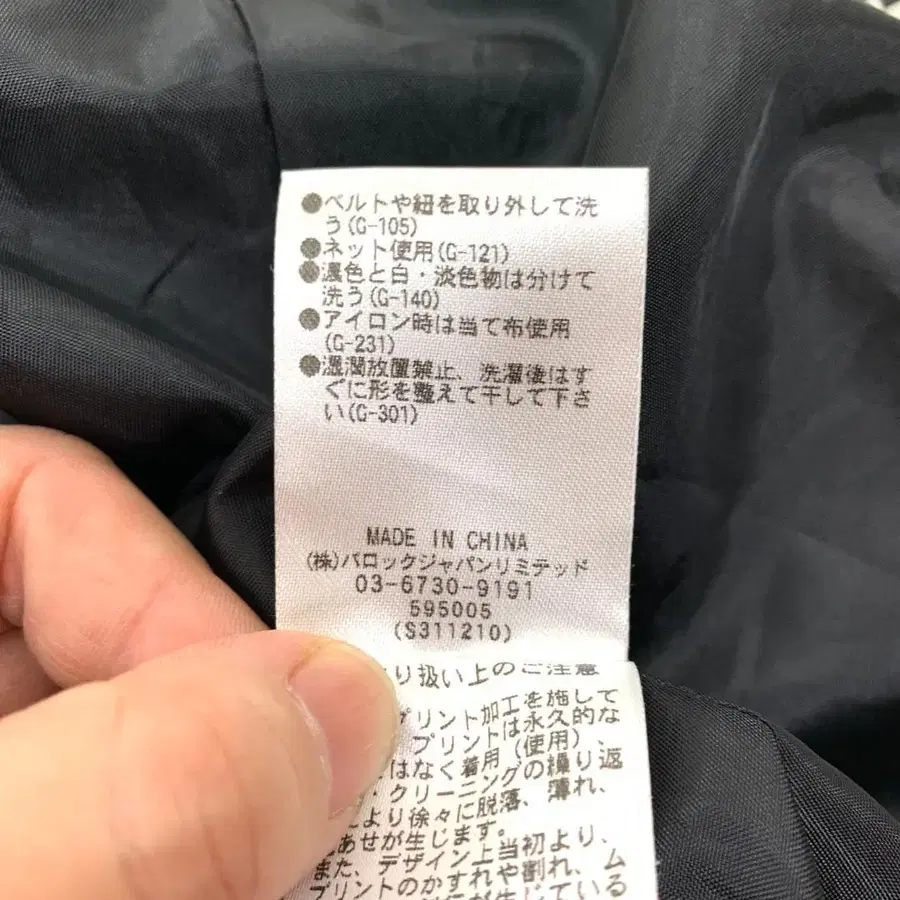 ●ベルトや紐を取り外して洗
う(G-105)
●ネット使用(G-121)
●濃色と白・淡色物は分けて
洗う(G-140)
●アイロン時は当て布使用
(G-231)
●湿潤放置禁止、洗濯後はす
ぐに形を整えて干して下さ
い(G-301)
MADE IN CHINA
(株)バロックジャパンリミテッド
03-6730-9191
595005
(S311210)
り扱い上のご注意
プリント加工を施して
プリントは永久的な
はなく着用(使用)、
・クリーニングの繰り返
により徐々に脱落、薄れ、
あせが生じます。
また、デザイン上当初より、
プリントのかすれや割れ、ム
が生じている